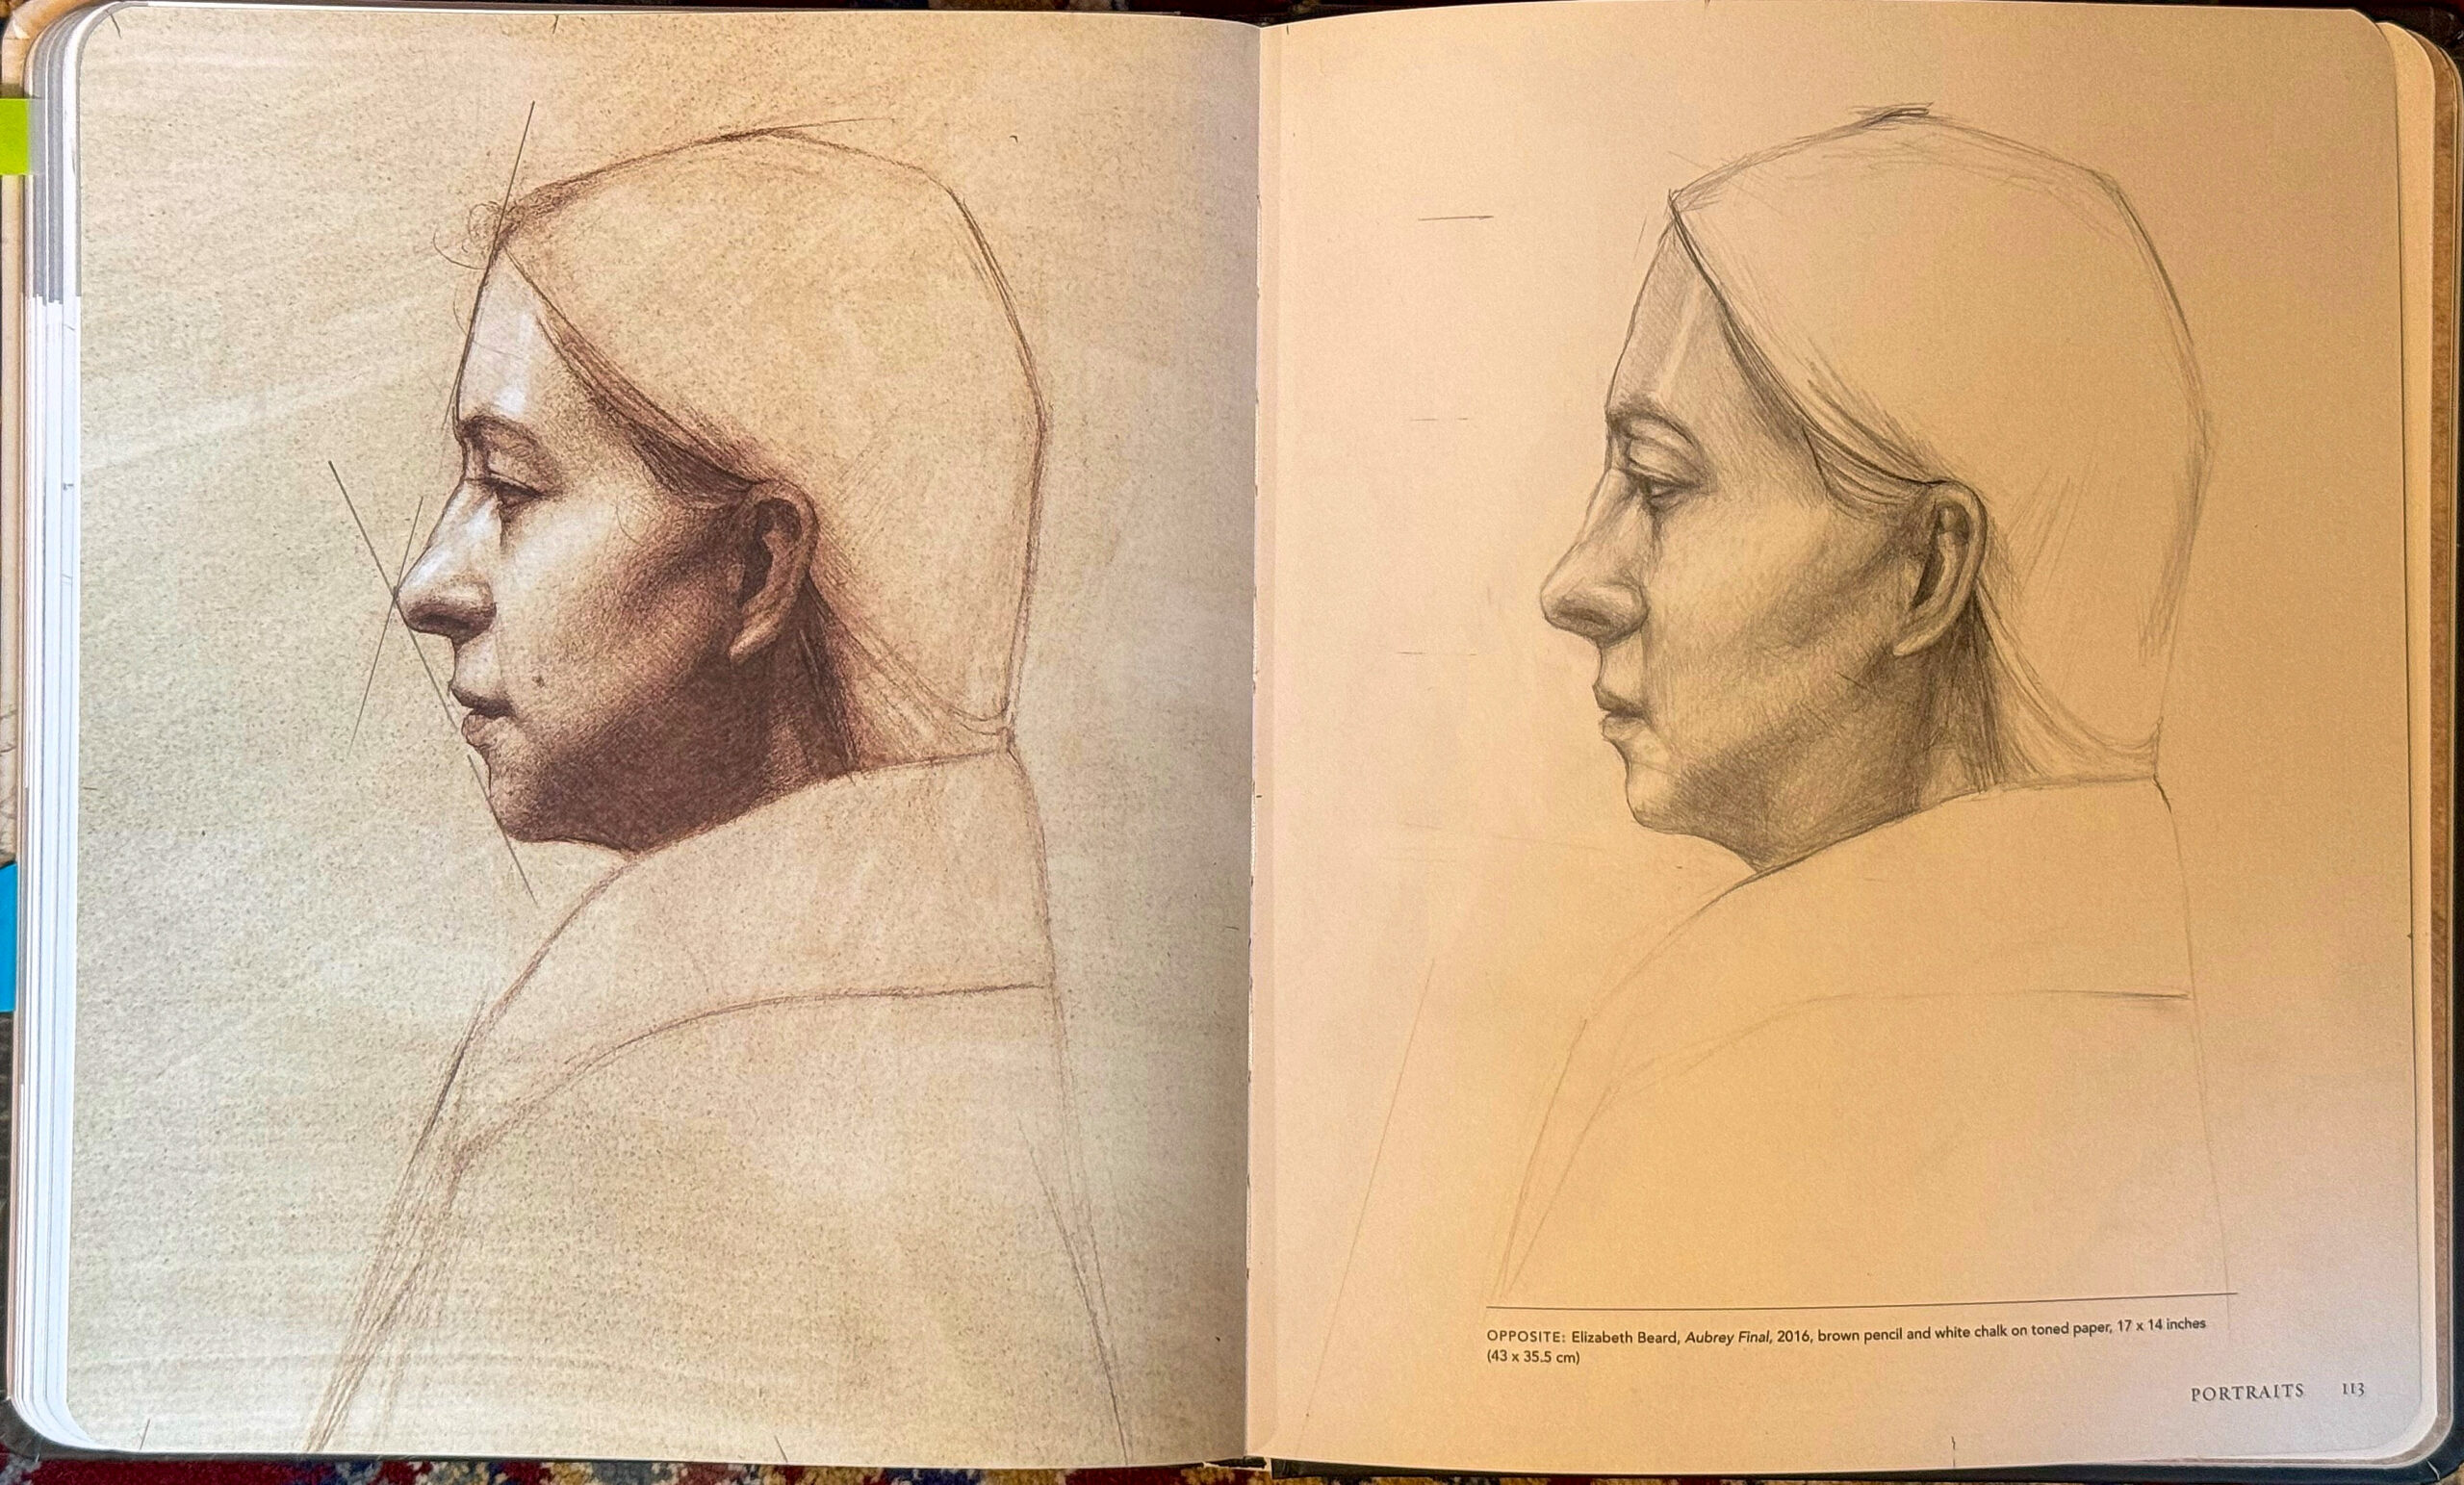 OPPOSITE: Elizabeth Beard, Aubrey Final, 2016, brown pencil and white chalk on toned paper, 17 x 14 inches
(43 x 35.5 cm)
PORTRAITS 113